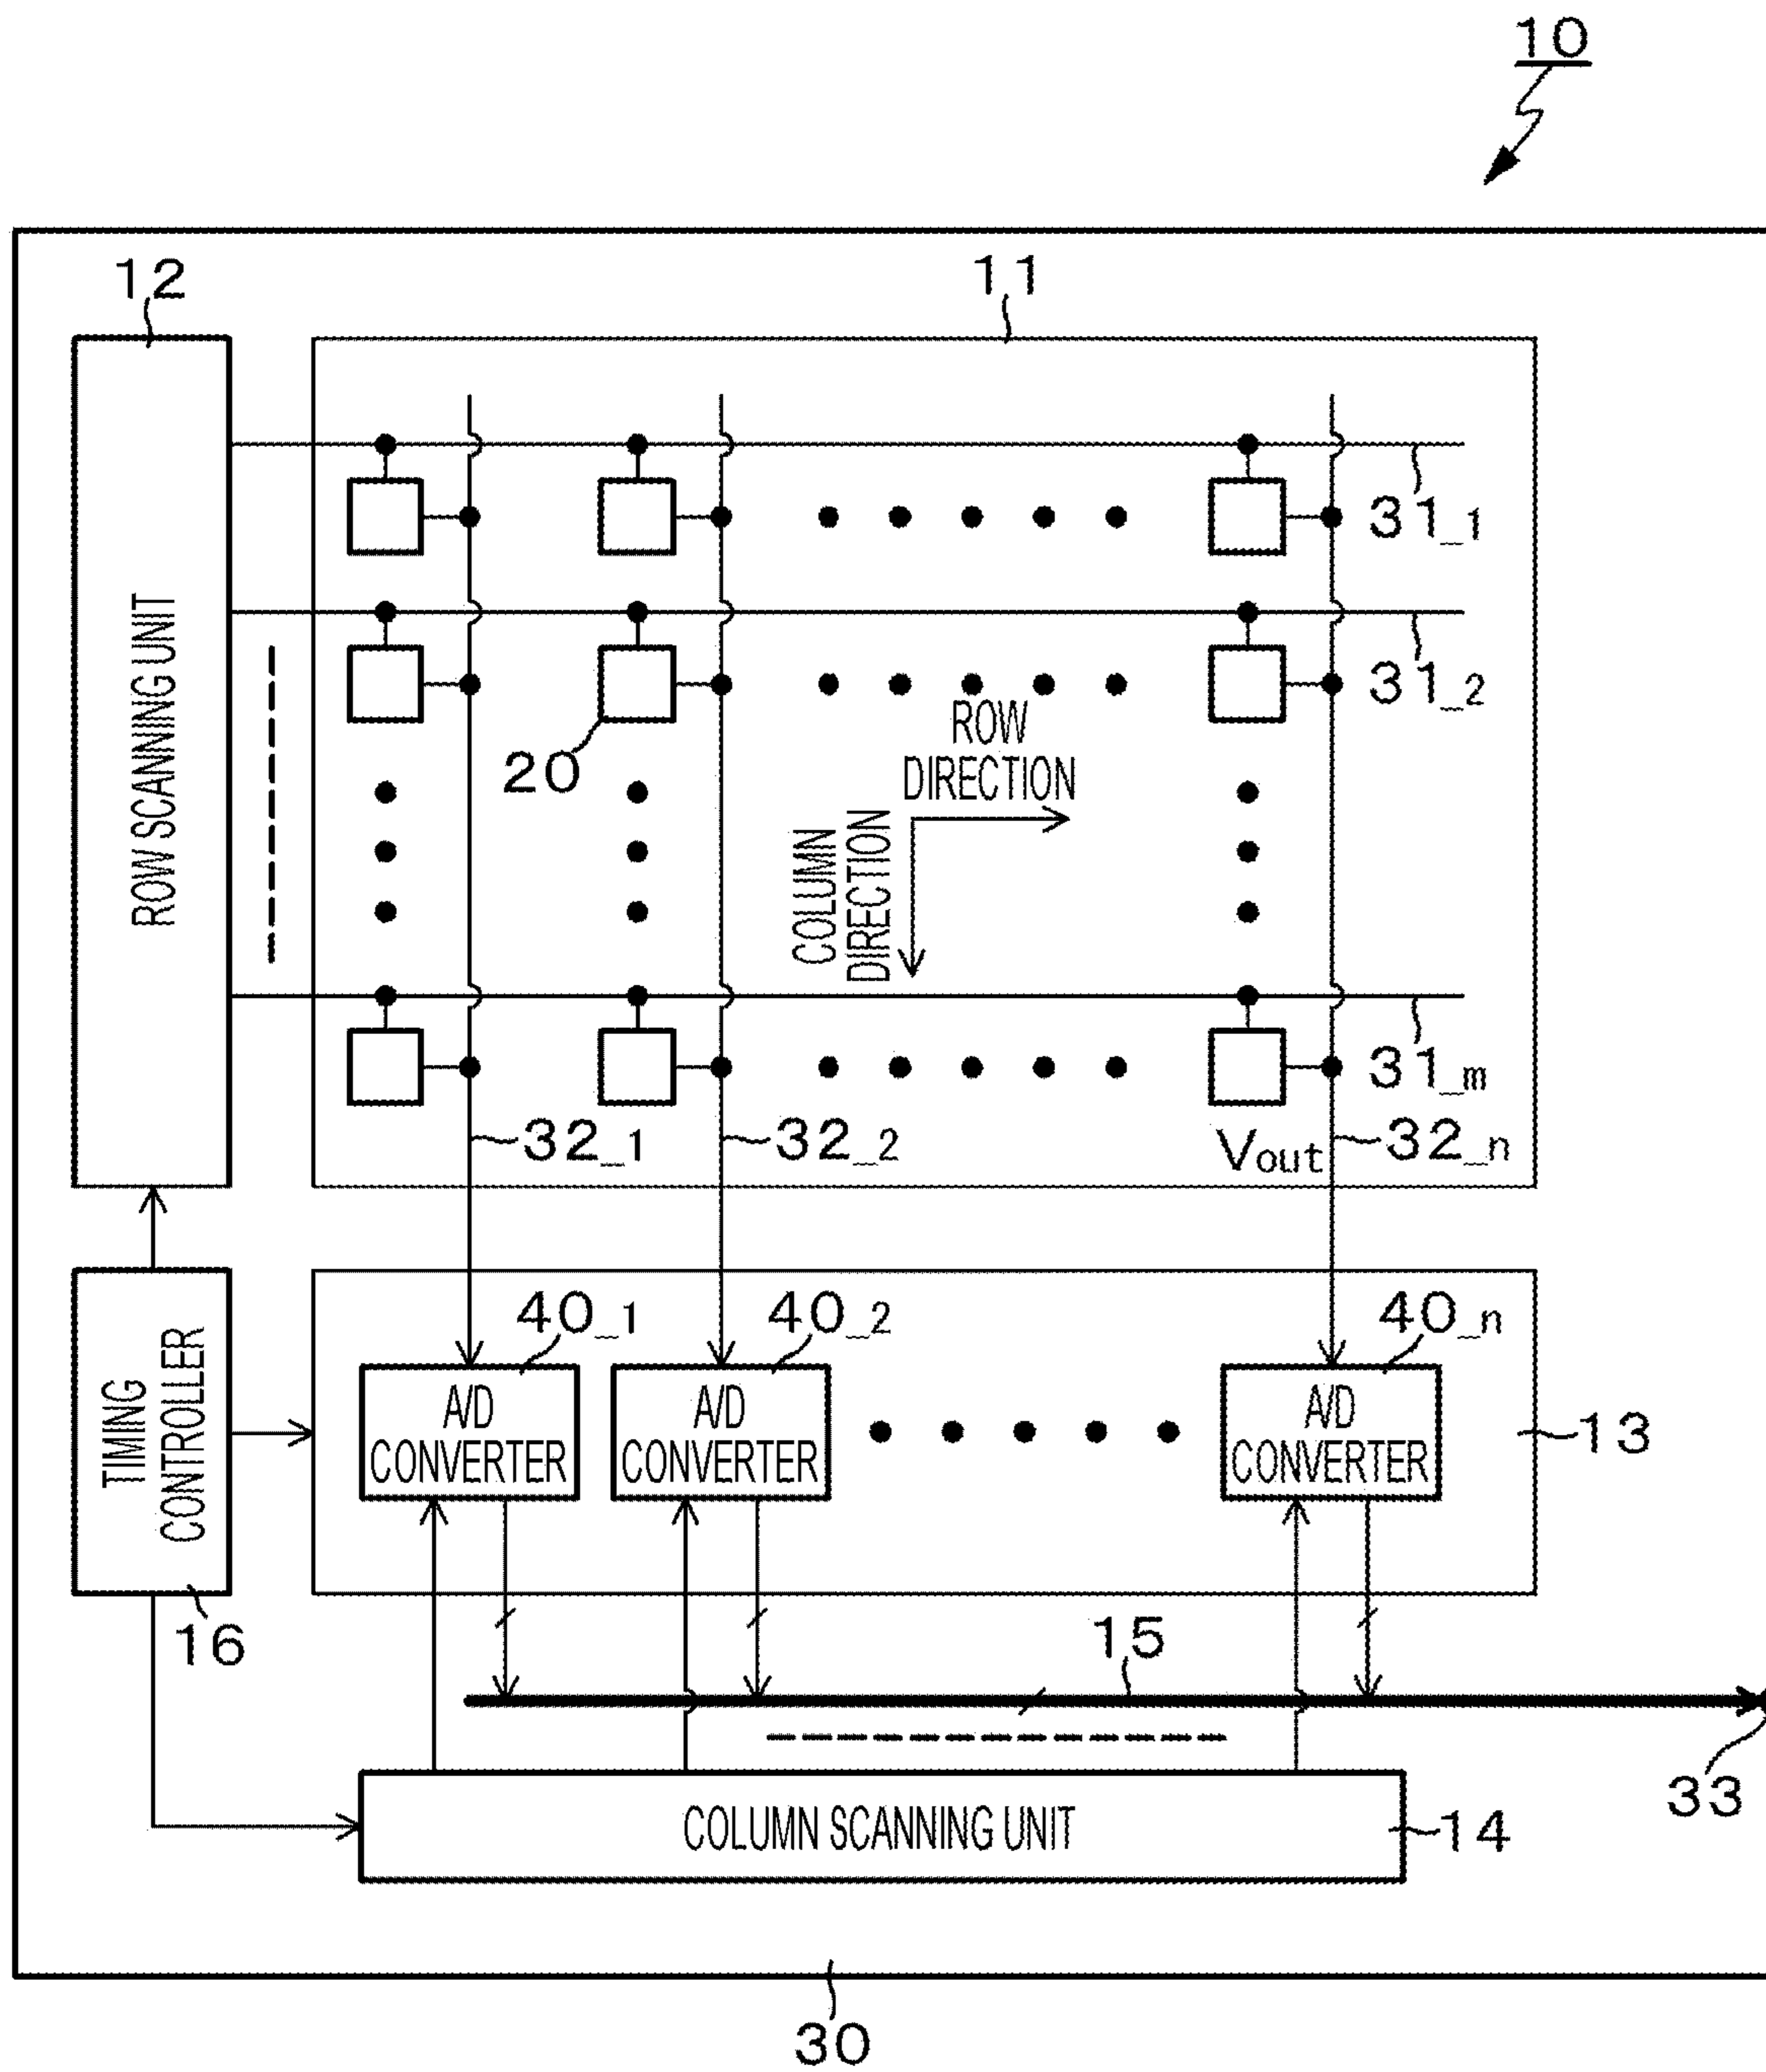 10
12
11
31_1
31_2
20
ROW
DIRECTION
COLUMN
DIRECTION
ROW SCANNING UNIT
31_m
32_1
32_2
Vout
32_n
40_1
40_2
40_n
TIMING
CONTROLLER
A/D
CONVERTER
A/D
CONVERTER
A/D
CONVERTER
13
16
15
33
COLUMN SCANNING UNIT
14
30